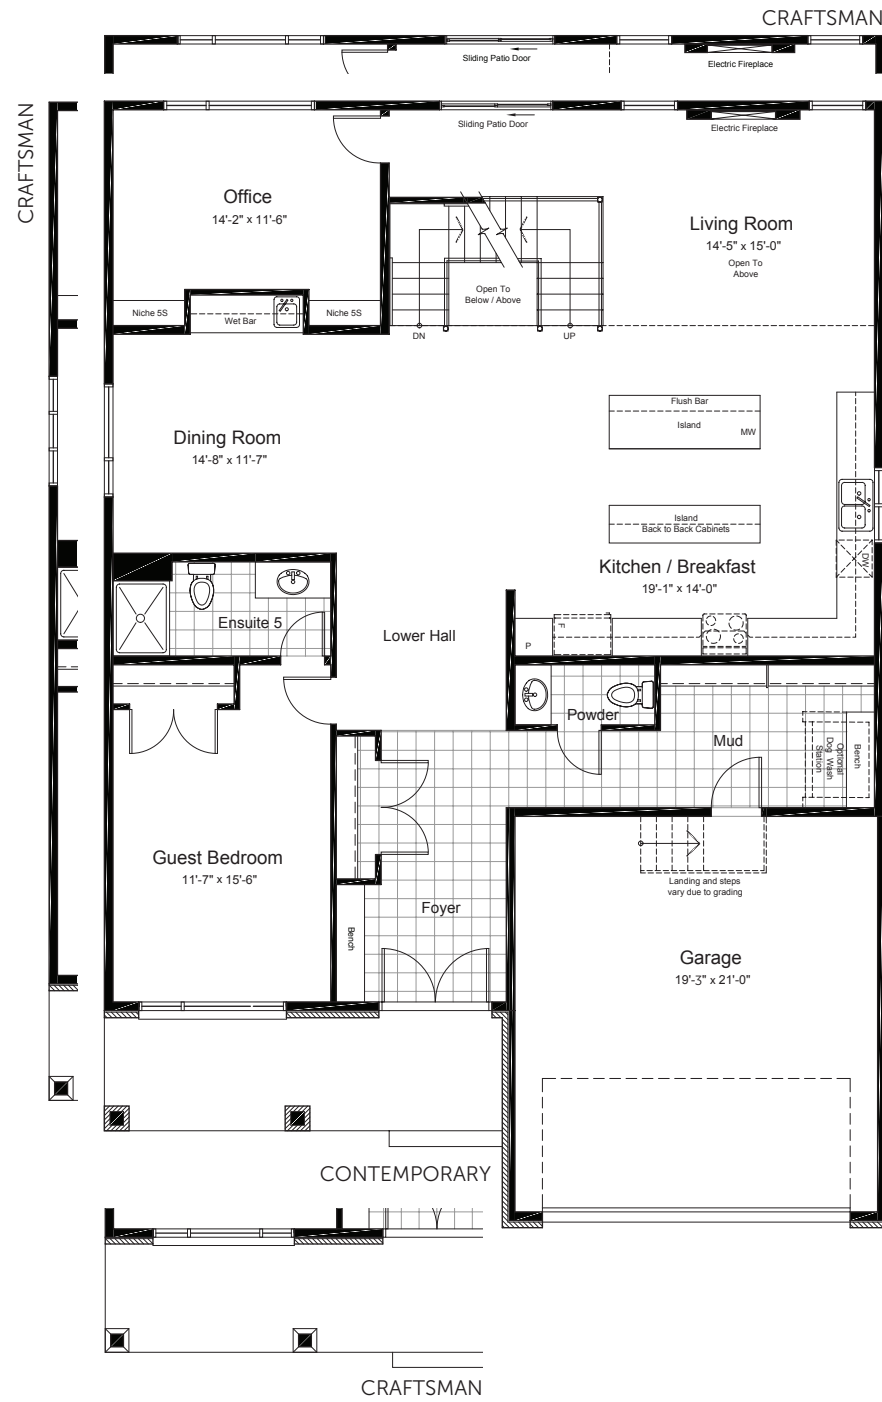 CRAFTSMAN
Sliding Patio Door
Electric Fireplace
CRAFTSMAN
Sliding Patio Door
Electric Fireplace
Office
14'-2" x 11'-6"
Living Room
14'-5" x 15'-0"
Open To
Above
Open To
Below / Above
Niche 5S
Wet Bar
Niche 5S
DN
UP
Flush Bar
Island
MW
Dining Room
14'-8" x 11'-7"
Island
Back to Back Cabinets
DW
Kitchen / Breakfast
19'-1" x 14'-0"
Ensuite 5
Lower Hall
F
P
Powder
Mud
Optional
Dog Wash
Station
Bench
Guest Bedroom
11'-7" x 15'-6"
Landing and steps
vary due to grading
Foyer
Bench
Garage
19'-3" x 21'-0"
CONTEMPORARY
CRAFTSMAN